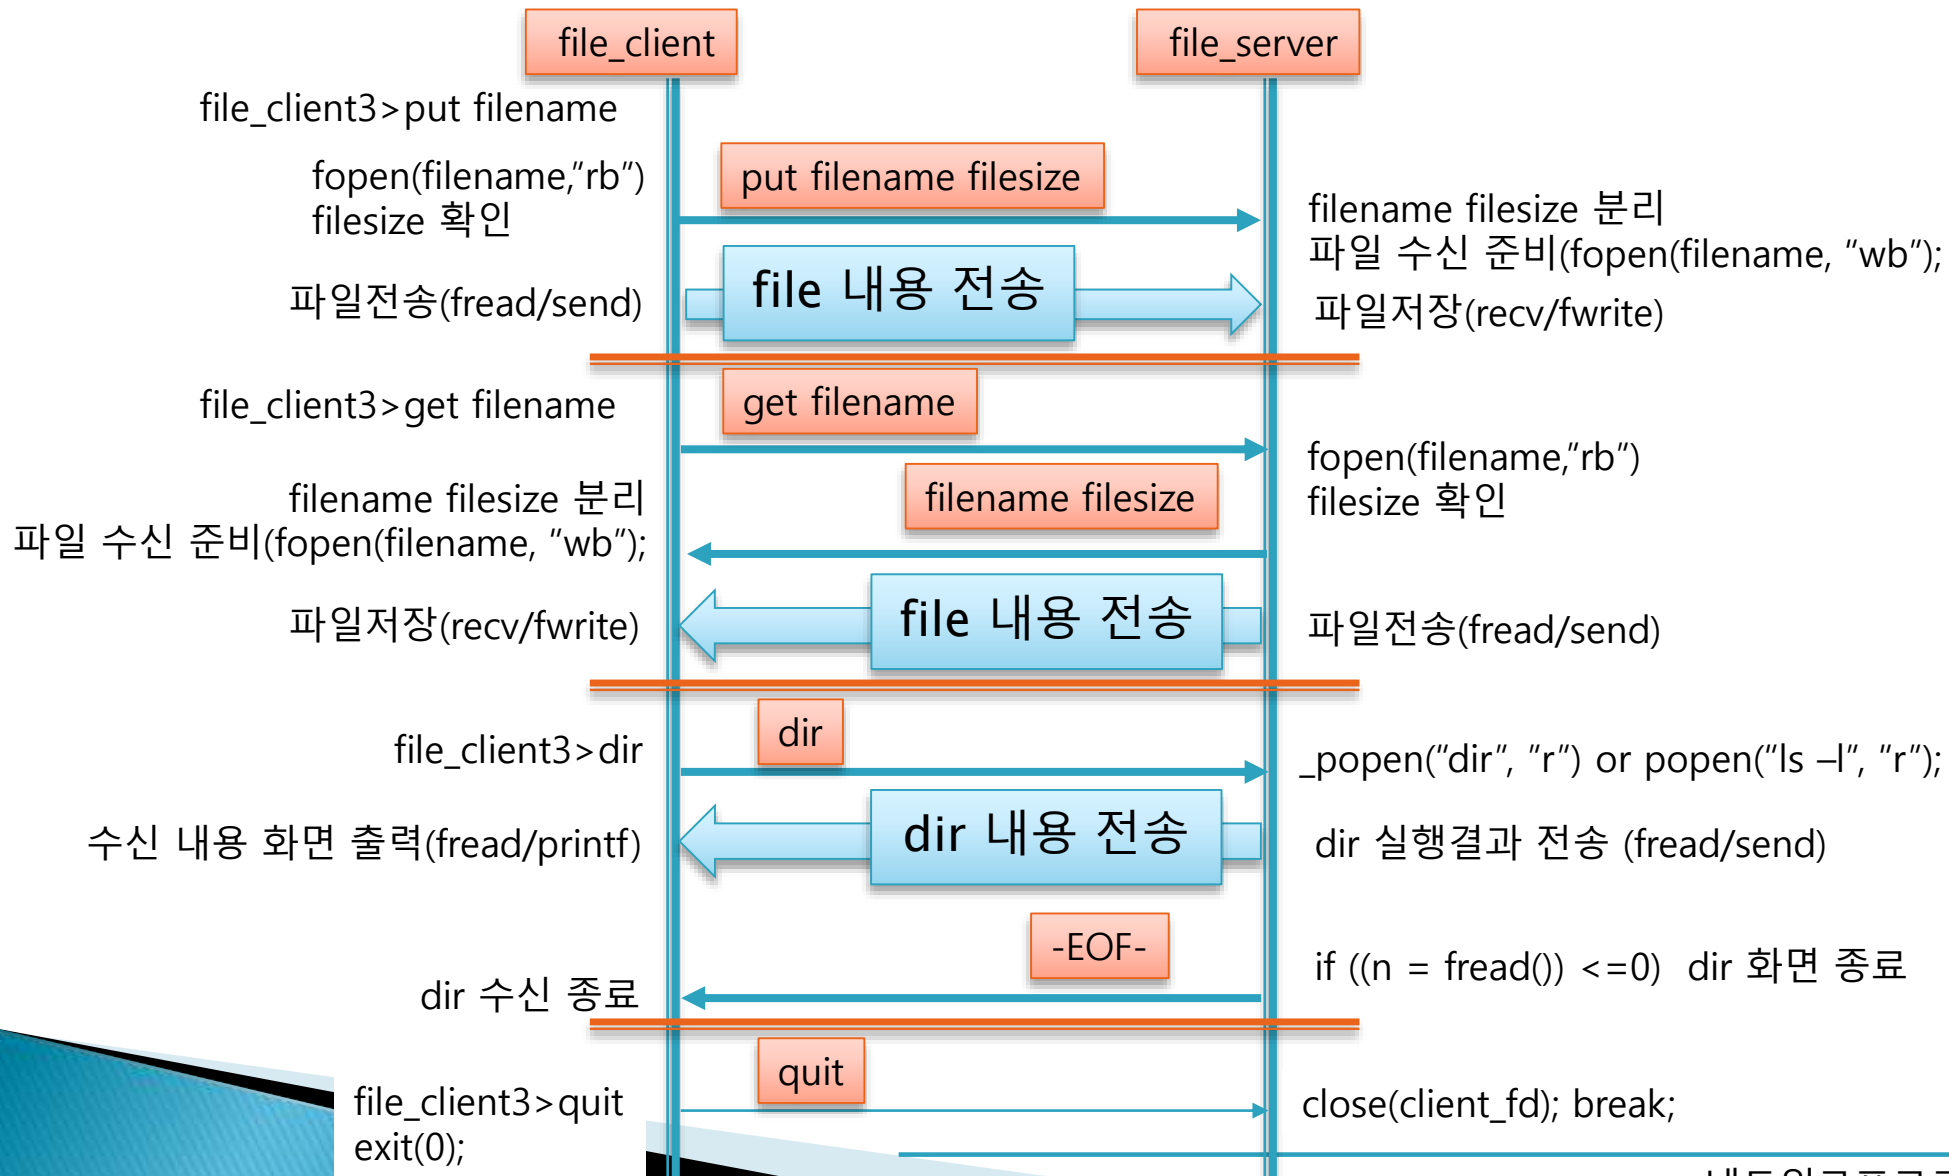 file_client
file_server
file_client3>put filename
fopen(filename,"rb")
filesize 확인
put filename filesize
filename filesize 분리
파일 수신 준비(fopen(filename, "wb");
파일전송(fread/send)
file 내용 전송
파일저장(recv/fwrite)
file_client3>get filename
get filename
fopen(filename,"rb")
filesize 확인
filename filesize
filename filesize 분리
파일 수신 준비(fopen(filename, "wb");
파일저장(recv/fwrite)
file 내용 전송
파일전송(fread/send)
file_client3>dir
dir
_popen("dir", "r") or popen("ls –l", "r");
수신 내용 화면 출력(fread/printf)
dir 내용 전송
dir 실행결과 전송 (fread/send)
-EOF-
if ((n = fread()) <=0) dir 화면 종료
dir 수신 종료
quit
file_client3>quit
exit(0);
close(client_fd); break;